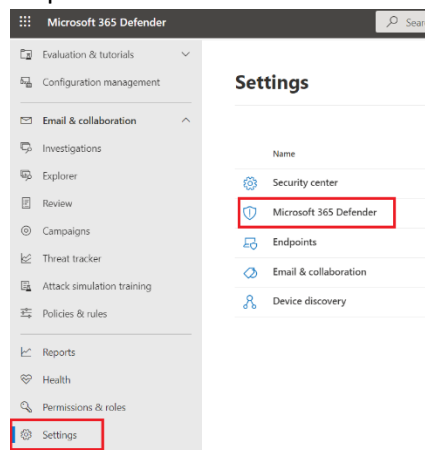 Microsoft 365 Defender
Evaluation & tutorials
Configuration management
Email & collaboration
Investigations
Explorer
Review
Campaigns
Threat tracker
Attack simulation training
Policies & rules
Reports
Health
Permissions & roles
Settings
Settings
Name
Security center
Microsoft 365 Defender
Endpoints
Email & collaboration
Device discovery